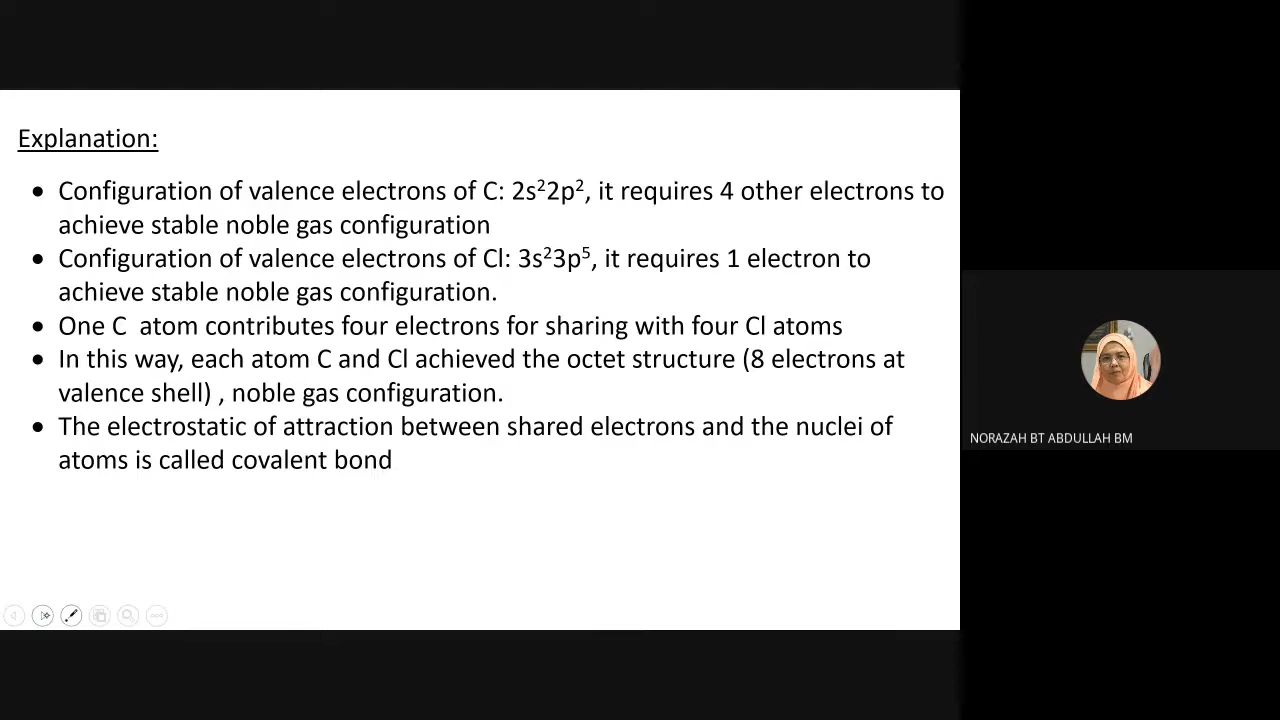 Explanation:
• Configuration of valence electrons of C: 2s²2p², it requires 4 other electrons to
achieve stable noble gas configuration
• Configuration of valence electrons of Cl: 3s²3p⁵, it requires 1 electron to
achieve stable noble gas configuration.
• One C  atom contributes four electrons for sharing with four Cl atoms
• In this way, each atom C and Cl achieved the octet structure (8 electrons at
valence shell) , noble gas configuration.
• The electrostatic of attraction between shared electrons and the nuclei of
atoms is called covalent bond
NORAZAH BT ABDULLAH BM